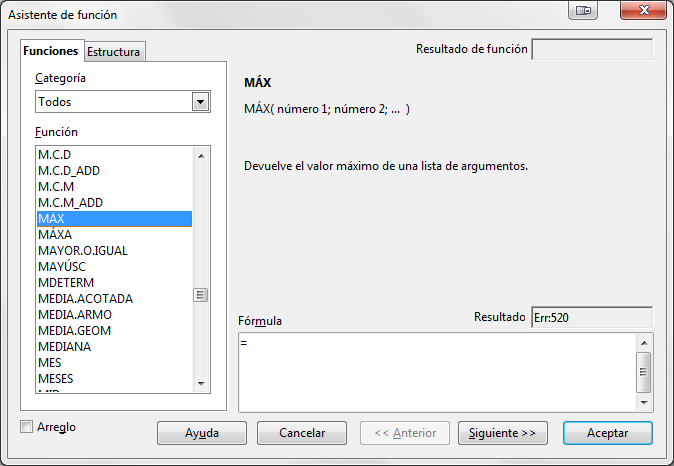 Asistente de función
Funciones
Estructura
Resultado de función
Categoría
Todos
Función
M.C.D
M.C.D_ADD
M.C.M
M.C.M_ADD
MÁX
MÁXA
MAYOR.O.IGUAL
MAYÚSC
MDETERM
MEDIA.ACOTADA
MEDIA.ARMO
MEDIA.GEOM
MEDIANA
MES
MESES
MÁX
MÁX( número 1; número 2; ... )
Devuelve el valor máximo de una lista de argumentos.
Fórmula
Resultado
Err:520
=
Arreglo
Ayuda
Cancelar
<< Anterior
Siguiente >>
Aceptar